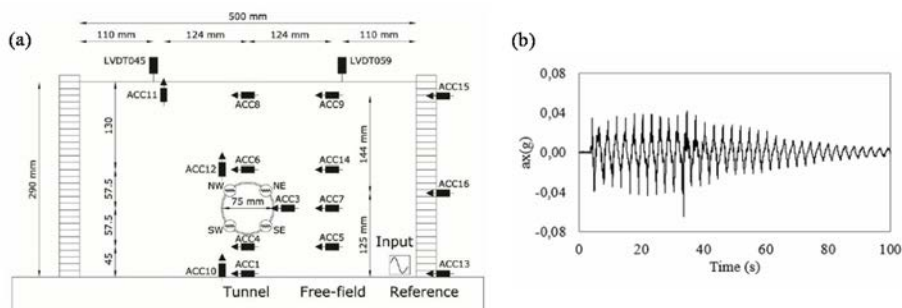 (a)
500 mm
110 mm
124 mm
124 mm
110 mm
LVDT045
LVDT059
ACC11
ACC8
ACC9
ACC15
290 mm
130
57.5
57.5
45
144 mm
125 mm
ACC12
ACC6
ACC14
NW
NE
75 mm
ACC3
ACC7
ACC16
SW
SE
ACC4
ACC5
Input
ACC10
ACC1
ACC13
Tunnel
Free-field
Reference
(b)
0,08
0,04
0,00
-0,04
-0,08
ax(g)
0
20
40
60
80
100
Time (s)